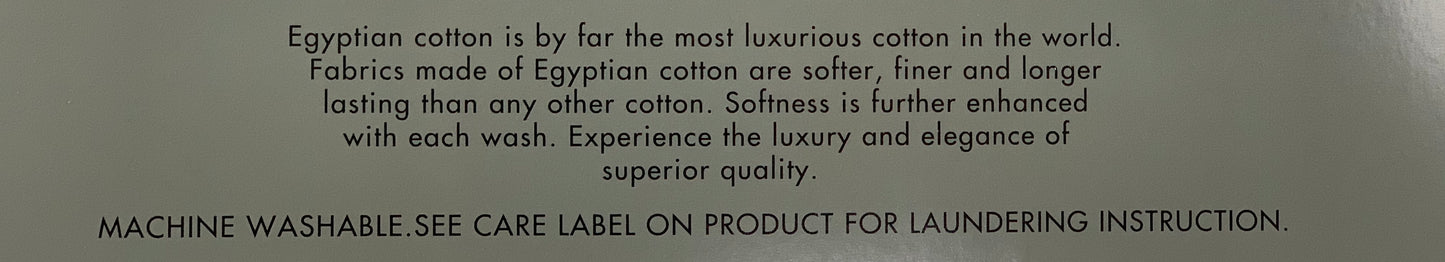 Egyptian cotton is by far the most luxurious cotton in the world.
Fabrics made of Egyptian cotton are softer, finer and longer
lasting than any other cotton. Softness is further enhanced
with each wash. Experience the luxury and elegance of
superior quality.
MACHINE WASHABLE.SEE CARE LABEL ON PRODUCT FOR LAUNDERING INSTRUCTION.